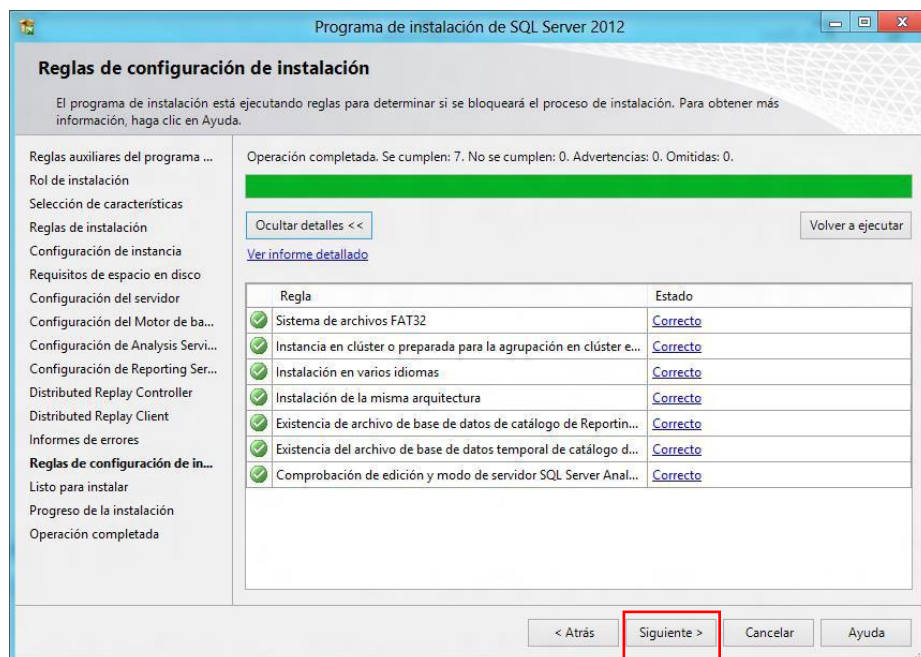 Programa de instalación de SQL Server 2012
Reglas de configuración de instalación
El programa de instalación está ejecutando reglas para determinar si se bloqueará el proceso de instalación. Para obtener más
información, haga clic en Ayuda.
Reglas auxiliares del programa ...
Rol de instalación
Selección de características
Reglas de instalación
Configuración de instancia
Requisitos de espacio en disco
Configuración del servidor
Configuración del Motor de ba...
Configuración de Analysis Servi...
Configuración de Reporting Ser...
Distributed Replay Controller
Distributed Replay Client
Informes de errores
Reglas de configuración de in...
Listo para instalar
Progreso de la instalación
Operación completada
Operación completada. Se cumplen: 7. No se cumplen: 0. Advertencias: 0. Omitidas: 0.
Ocultar detalles << Volver a ejecutar
Ver informe detallado
Regla Estado
Sistema de archivos FAT32 Correcto
Instancia en clúster o preparada para la agrupación en clúster e... Correcto
Instalación en varios idiomas Correcto
Instalación de la misma arquitectura Correcto
Existencia de archivo de base de datos de catálogo de Reportin... Correcto
Existencia del archivo de base de datos temporal de catálogo d... Correcto
Comprobación de edición y modo de servidor SQL Server Anal... Correcto
< Atrás Siguiente > Cancelar Ayuda